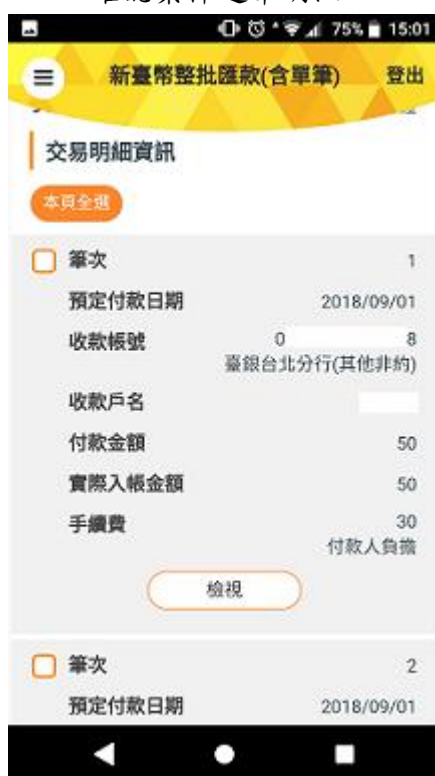 75% 15:01
新臺幣整批匯款(含單筆) 登出
交易明細資訊
本頁全選
筆次 1
預定付款日期 2018/09/01
收款帳號 0 8
臺銀台北分行(其他非約)
收款戶名
付款金額 50
實際入帳金額 50
手續費 30
付款人負擔
檢視
筆次 2
預定付款日期 2018/09/01